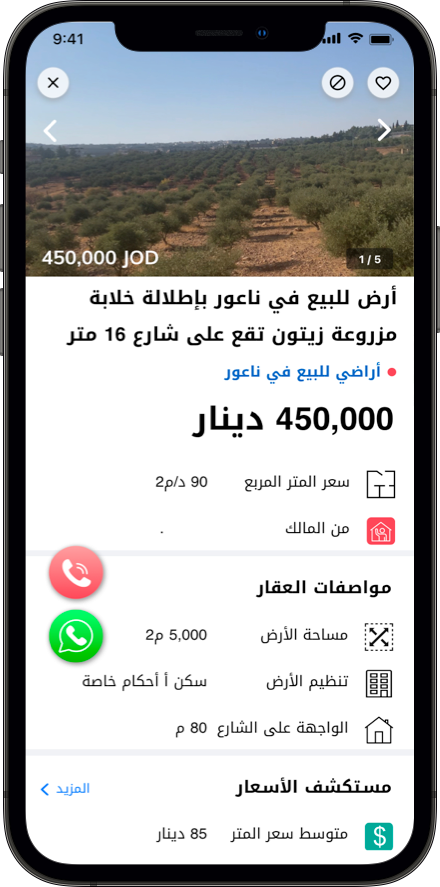 9:41
450,000 JOD
1 / 5
أرض للبيع في ناعور بإطلالة خلابة
مزروعة زيتون تقع على شارع 16 متر
أراضي للبيع في ناعور
450,000 دينار
سعر المتر المربع 90 د/م2
من المالك .
مواصفات العقار
مساحة الأرض 5,000 م2
تنظيم الأرض سكن أ أحكام خاصة
الواجهة على الشارع 80 م
مستكشف الأسعار المزيد
متوسط سعر المتر 85 دينار